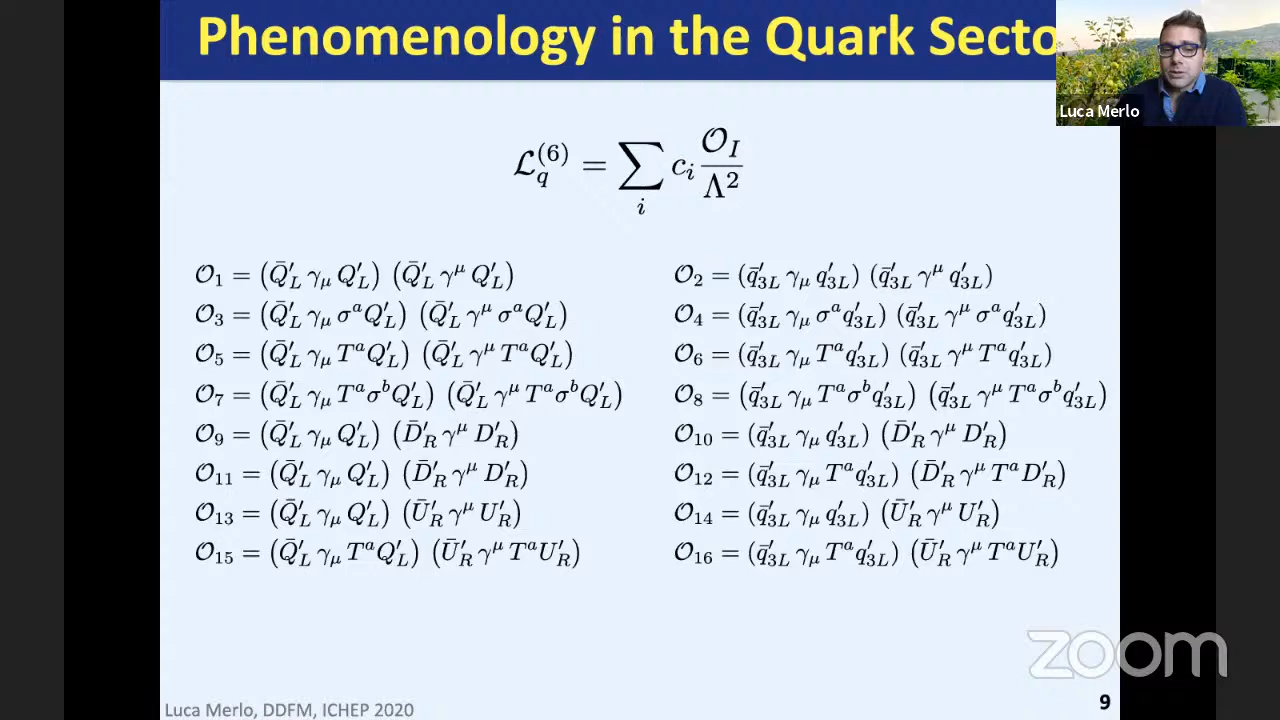 Phenomenology in the Quark Secto
Luca Merlo
ℒ_q^(6) = ∑_i c_i 𝒪_I / Λ²
𝒪₁ = (Q̄′_L γ_μ Q′_L) (Q̄′_L γ^μ Q′_L)
𝒪₂ = (q̄′_3L γ_μ q′_3L) (q̄′_3L γ^μ q′_3L)
𝒪₃ = (Q̄′_L γ_μ σ^a Q′_L) (Q̄′_L γ^μ σ^a Q′_L)
𝒪₄ = (q̄′_3L γ_μ σ^a q′_3L) (q̄′_3L γ^μ σ^a q′_3L)
𝒪₅ = (Q̄′_L γ_μ T^a Q′_L) (Q̄′_L γ^μ T^a Q′_L)
𝒪₆ = (q̄′_3L γ_μ T^a q′_3L) (q̄′_3L γ^μ T^a q′_3L)
𝒪₇ = (Q̄′_L γ_μ T^a σ^b Q′_L) (Q̄′_L γ^μ T^a σ^b Q′_L)
𝒪₈ = (q̄′_3L γ_μ T^a σ^b q′_3L) (q̄′_3L γ^μ T^a σ^b q′_3L)
𝒪₉ = (Q̄′_L γ_μ Q′_L) (D̄′_R γ^μ D′_R)
𝒪₁₀ = (q̄′_3L γ_μ q′_3L) (D̄′_R γ^μ D′_R)
𝒪₁₁ = (Q̄′_L γ_μ Q′_L) (D̄′_R γ^μ D′_R)
𝒪₁₂ = (q̄′_3L γ_μ T^a q′_3L) (D̄′_R γ^μ T^a D′_R)
𝒪₁₃ = (Q̄′_L γ_μ Q′_L) (Ū′_R γ^μ U′_R)
𝒪₁₄ = (q̄′_3L γ_μ q′_3L) (Ū′_R γ^μ U′_R)
𝒪₁₅ = (Q̄′_L γ_μ T^a Q′_L) (Ū′_R γ^μ T^a U′_R)
𝒪₁₆ = (q̄′_3L γ_μ T^a q′_3L) (Ū′_R γ^μ T^a U′_R)
zoom
Luca Merlo, DDFM, ICHEP 2020
9